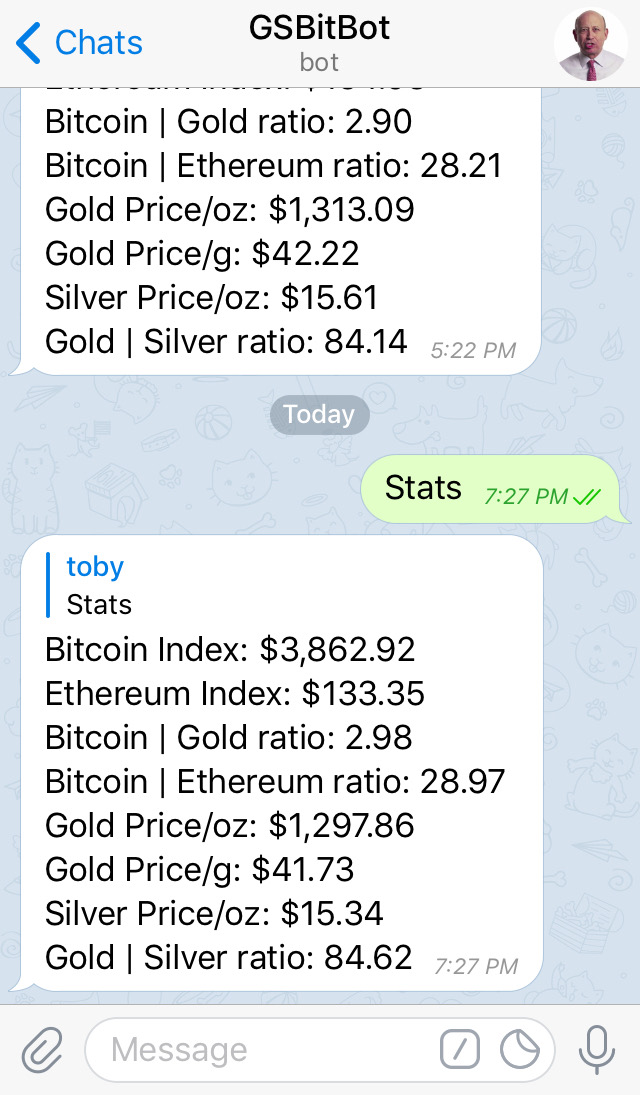 Chats
GSBitBot
bot
Bitcoin | Gold ratio: 2.90
Bitcoin | Ethereum ratio: 28.21
Gold Price/oz: $1,313.09
Gold Price/g: $42.22
Silver Price/oz: $15.61
Gold | Silver ratio: 84.14 5:22 PM
Today
Stats 7:27 PM
toby
Stats
Bitcoin Index: $3,862.92
Ethereum Index: $133.35
Bitcoin | Gold ratio: 2.98
Bitcoin | Ethereum ratio: 28.97
Gold Price/oz: $1,297.86
Gold Price/g: $41.73
Silver Price/oz: $15.34
Gold | Silver ratio: 84.62 7:27 PM
Message